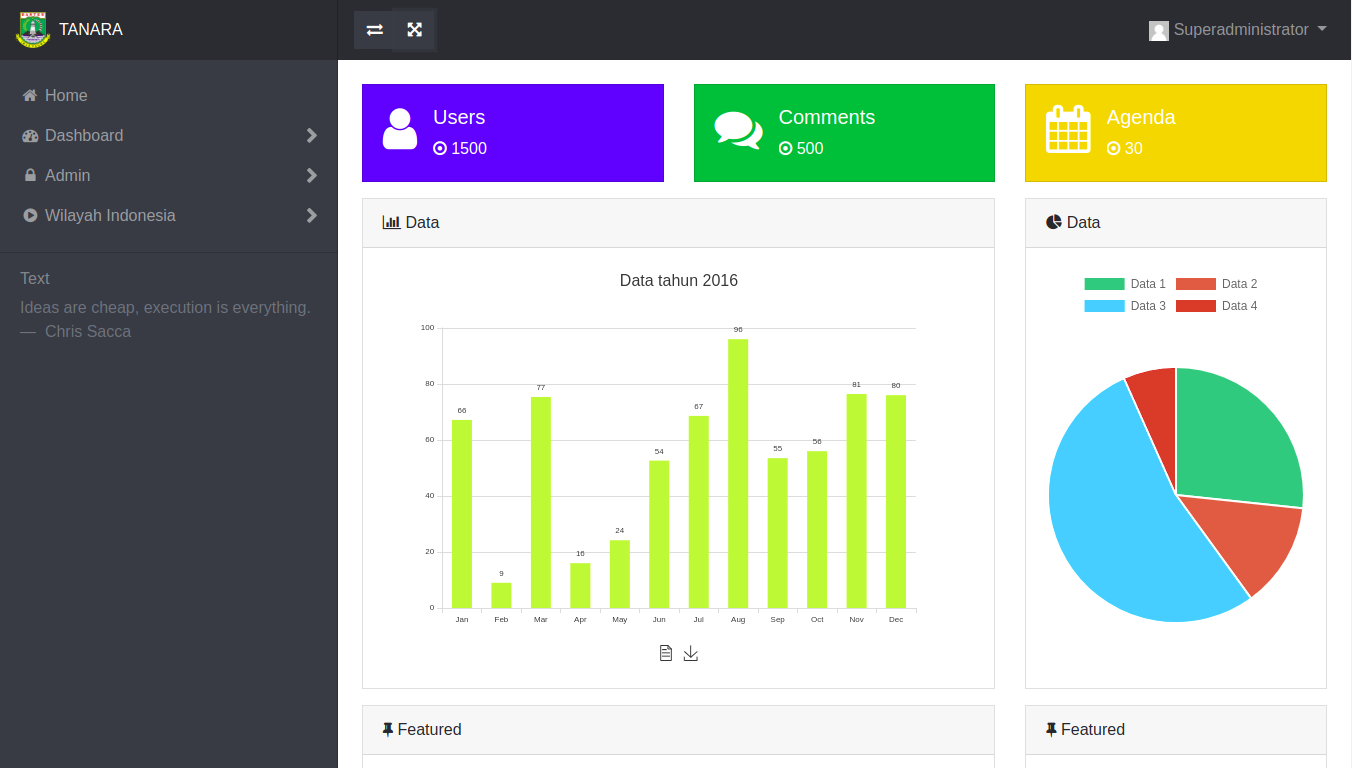 TANARA
Superadministrator
Home
Dashboard
Admin
Wilayah Indonesia
Text
Ideas are cheap, execution is everything.
— Chris Sacca
Users
1500
Comments
500
Agenda
30
Data
Data tahun 2016
100
80
60
40
20
0
66
9
77
16
24
54
67
96
55
56
81
80
Jan Feb Mar Apr May Jun Jul Aug Sep Oct Nov Dec
Data
Data 1 Data 2
Data 3 Data 4
Featured
Featured